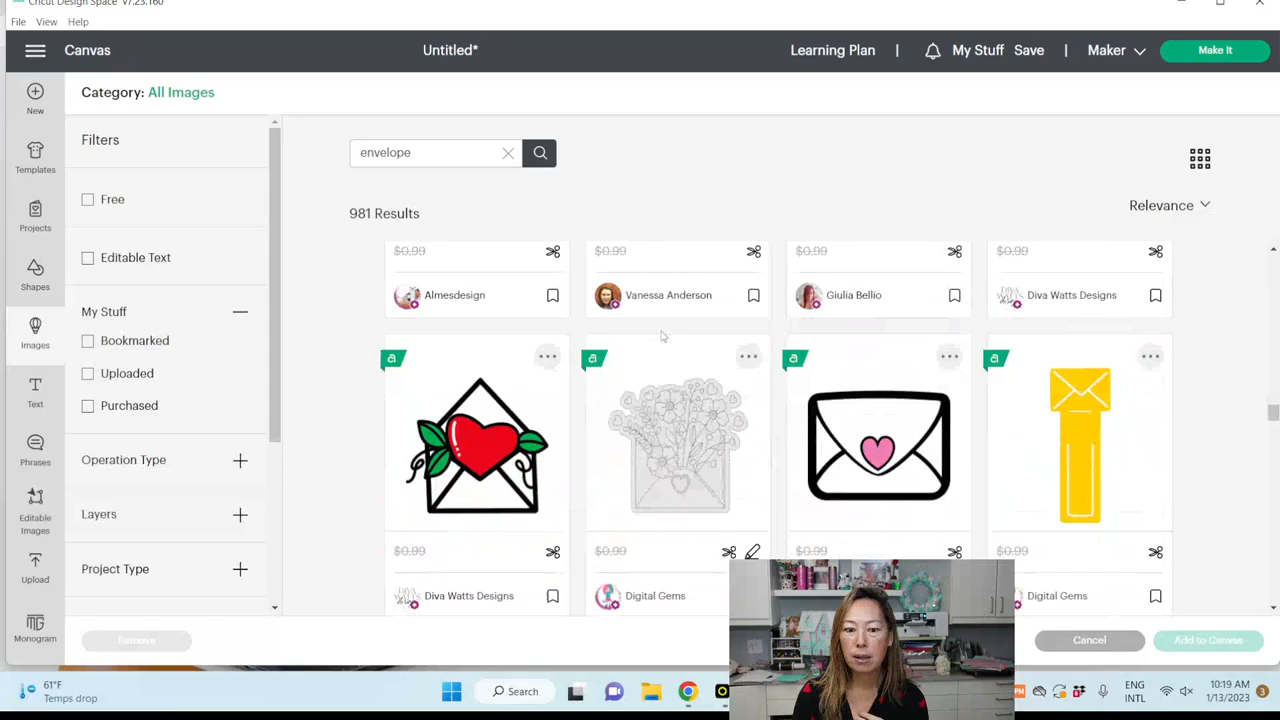 Cricut Design Space v7.23.160
File View Help
Canvas
Untitled*
Learning Plan | My Stuff Save | Maker Make It
New
Templates
Projects
Shapes
Images
Text
Phrases
Editable
Images
Upload
Monogram
Category: All Images
Filters
Free
Editable Text
My Stuff
Bookmarked
Uploaded
Purchased
Operation Type
Layers
Project Type
Remove
envelope
981 Results
Relevance
$0.99 $0.99 $0.99 $0.99
Almesdesign Vanessa Anderson Giulia Bellio Diva Watts Designs
a a a a
$0.99 $0.99 $0.99 $0.99
Diva Watts Designs Digital Gems Digital Gems
Cancel Add to Canvas
61°F
Temps drop
Search
ENG
INTL
10:19 AM
1/13/2023
3